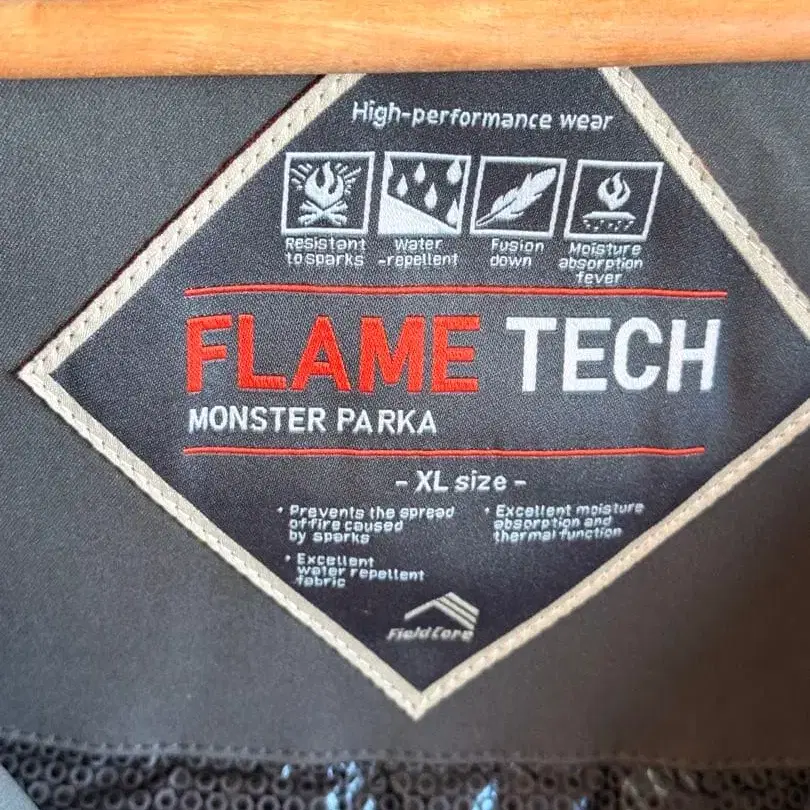 High-performance wear
Resistant
to sparks
Water
-repellent
Fusion
down
Moisture
absorption
fever
FLAME TECH
MONSTER PARKA
- XL size -
・Prevents the spread
of fire caused
by sparks
・Excellent moisture
absorption and
thermal function
・Excellent
water repellent
fabric
FieldCore